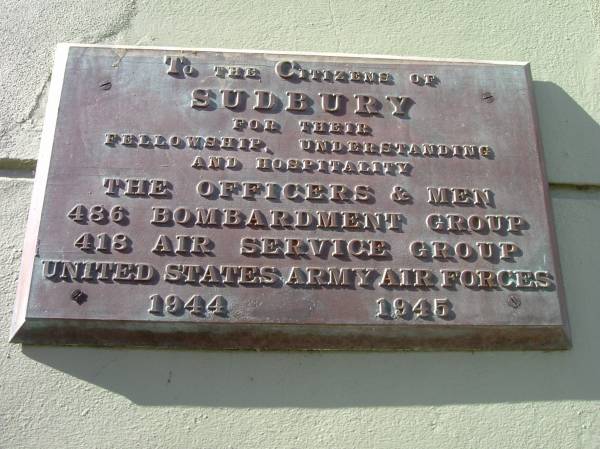 To the Citizens of
SUDBURY
FOR THEIR
FELLOWSHIP, UNDERSTANDING
AND HOSPITALITY
THE OFFICERS & MEN
486 BOMBARDMENT GROUP
418 AIR SERVICE GROUP
UNITED STATES ARMY AIR FORCES
1944 1945